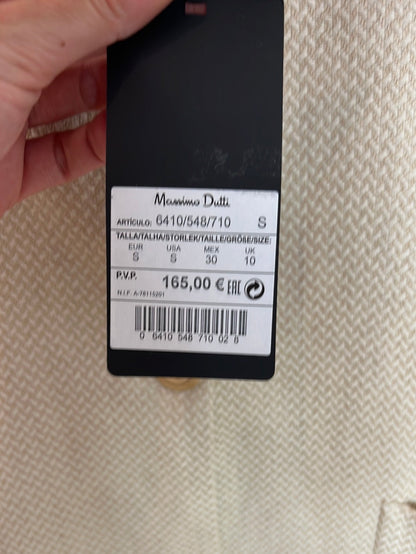 Massimo Dutti
ARTÍCULO: 6410/548/710 S
TALLA/TALHA/STORLEK/TAILLE/GRÖSSE/SIZE:
EUR USA MEX UK
S S 30 10
P.V.P. 165,00 € EAC
N.I.F. A-78115201
0 6410 548 710 02 8